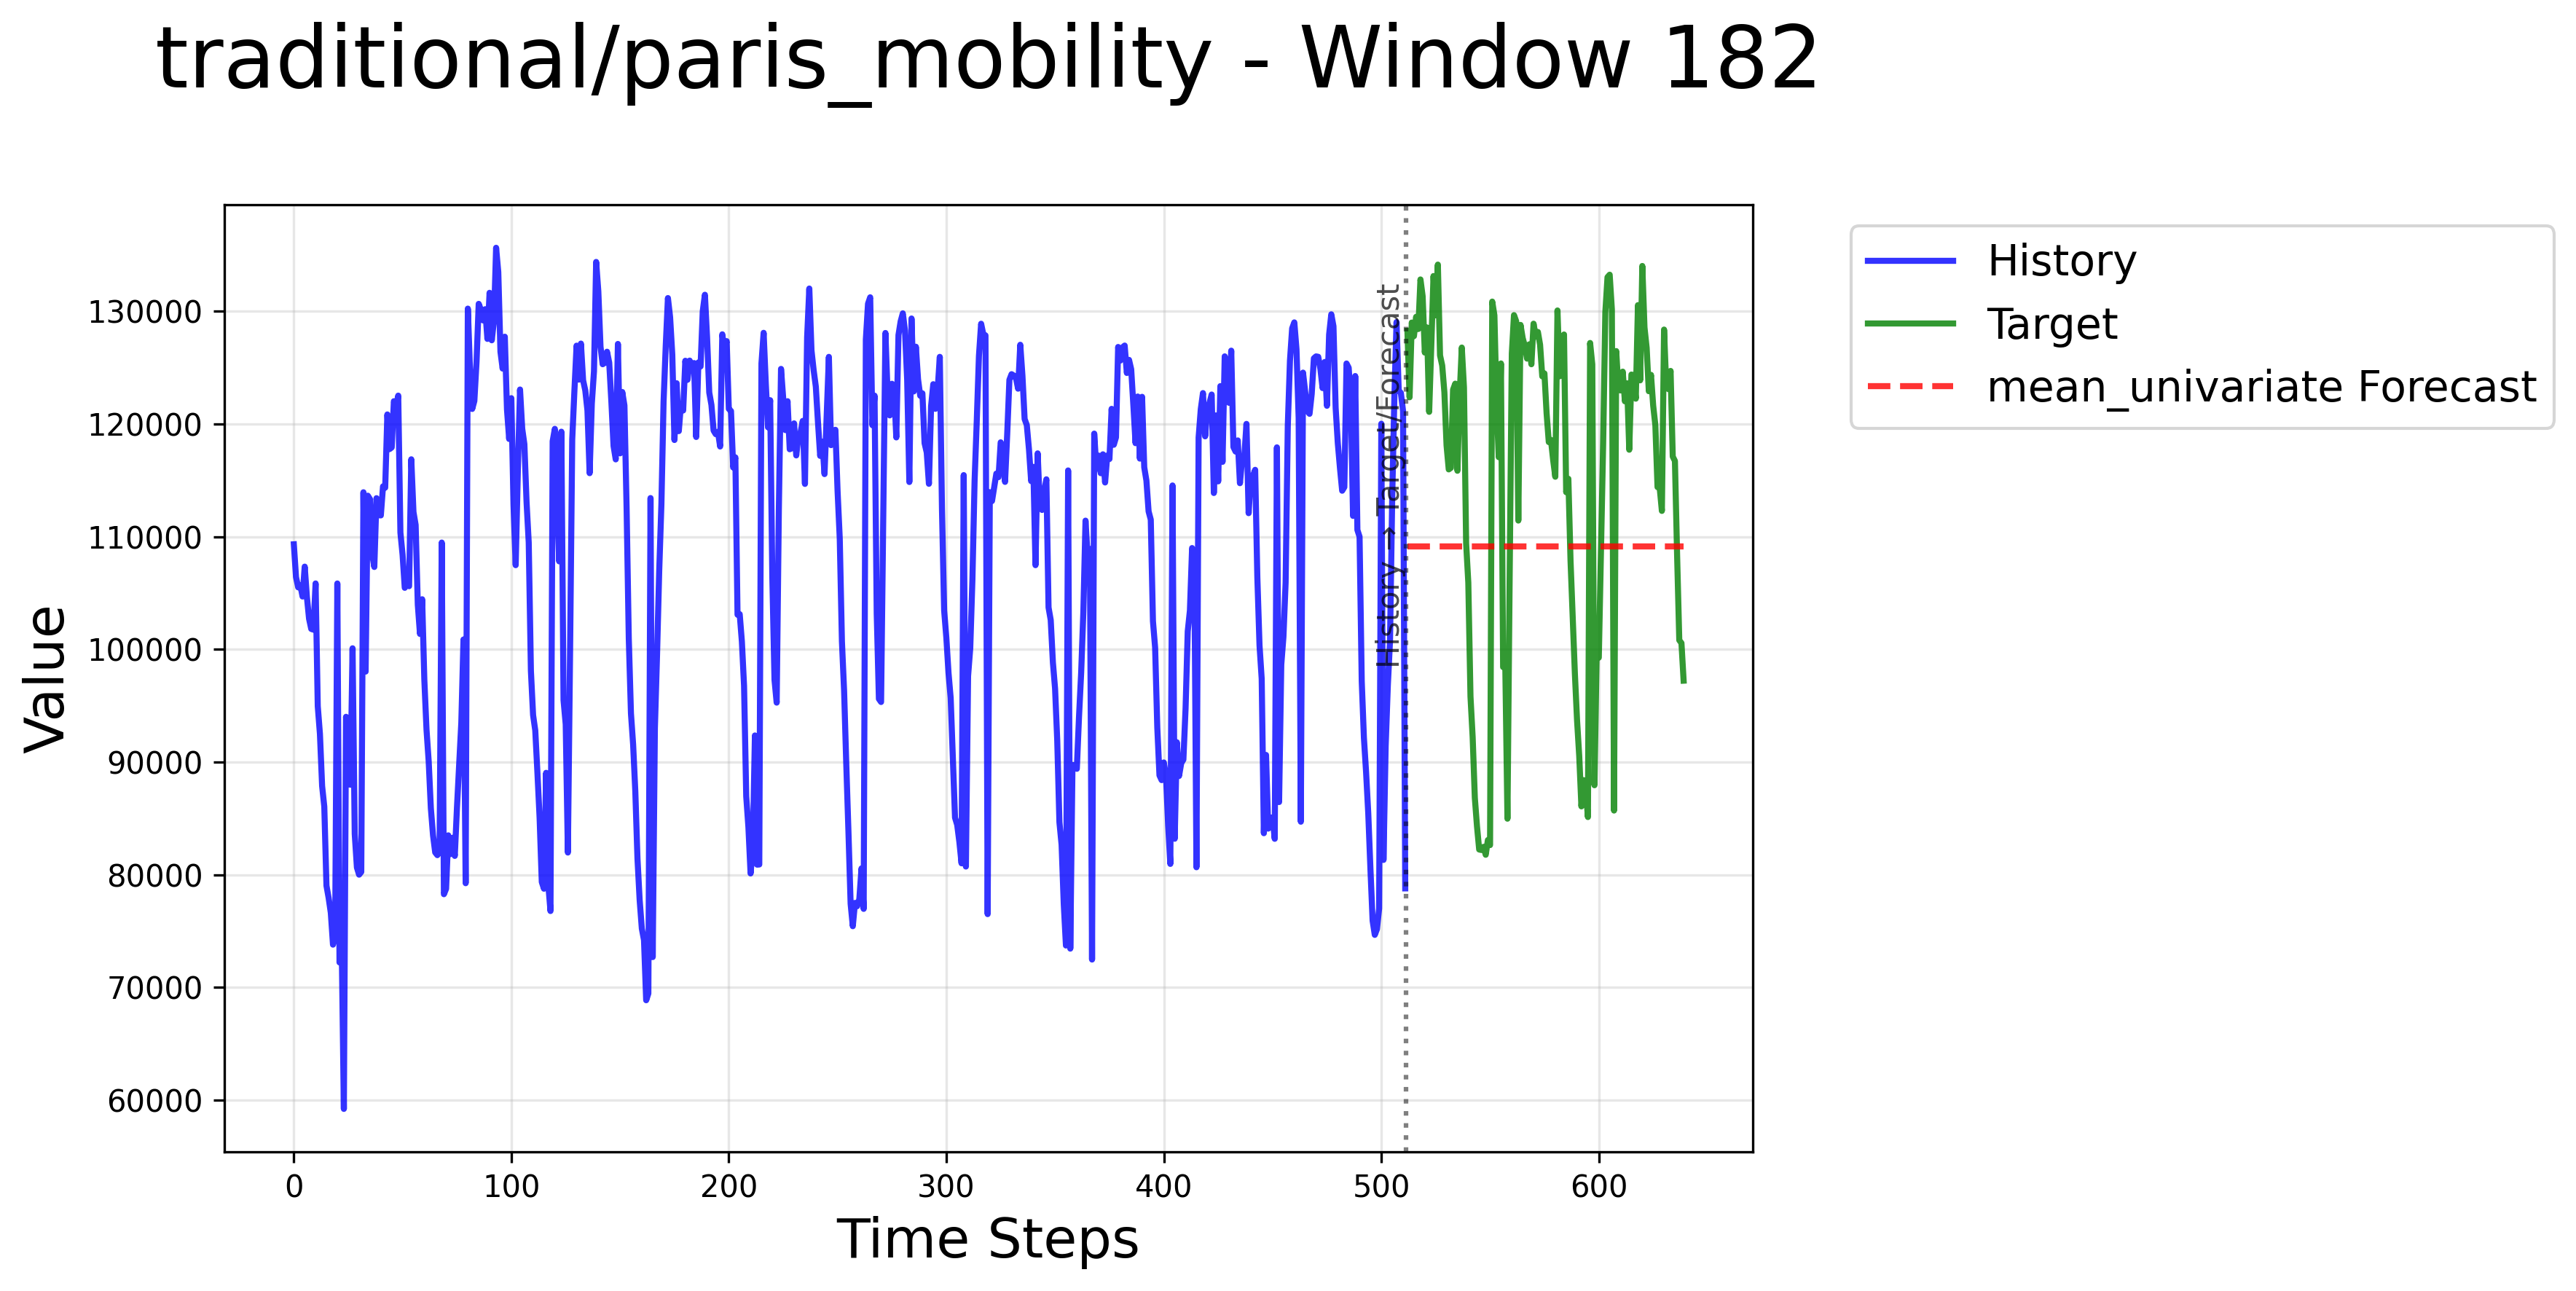 traditional/paris_mobility - Window 182
History
Target
mean_univariate Forecast
History → Target/Forecast
Value
130000
120000
110000
100000
90000
80000
70000
60000
0 100 200 300 400 500 600
Time Steps